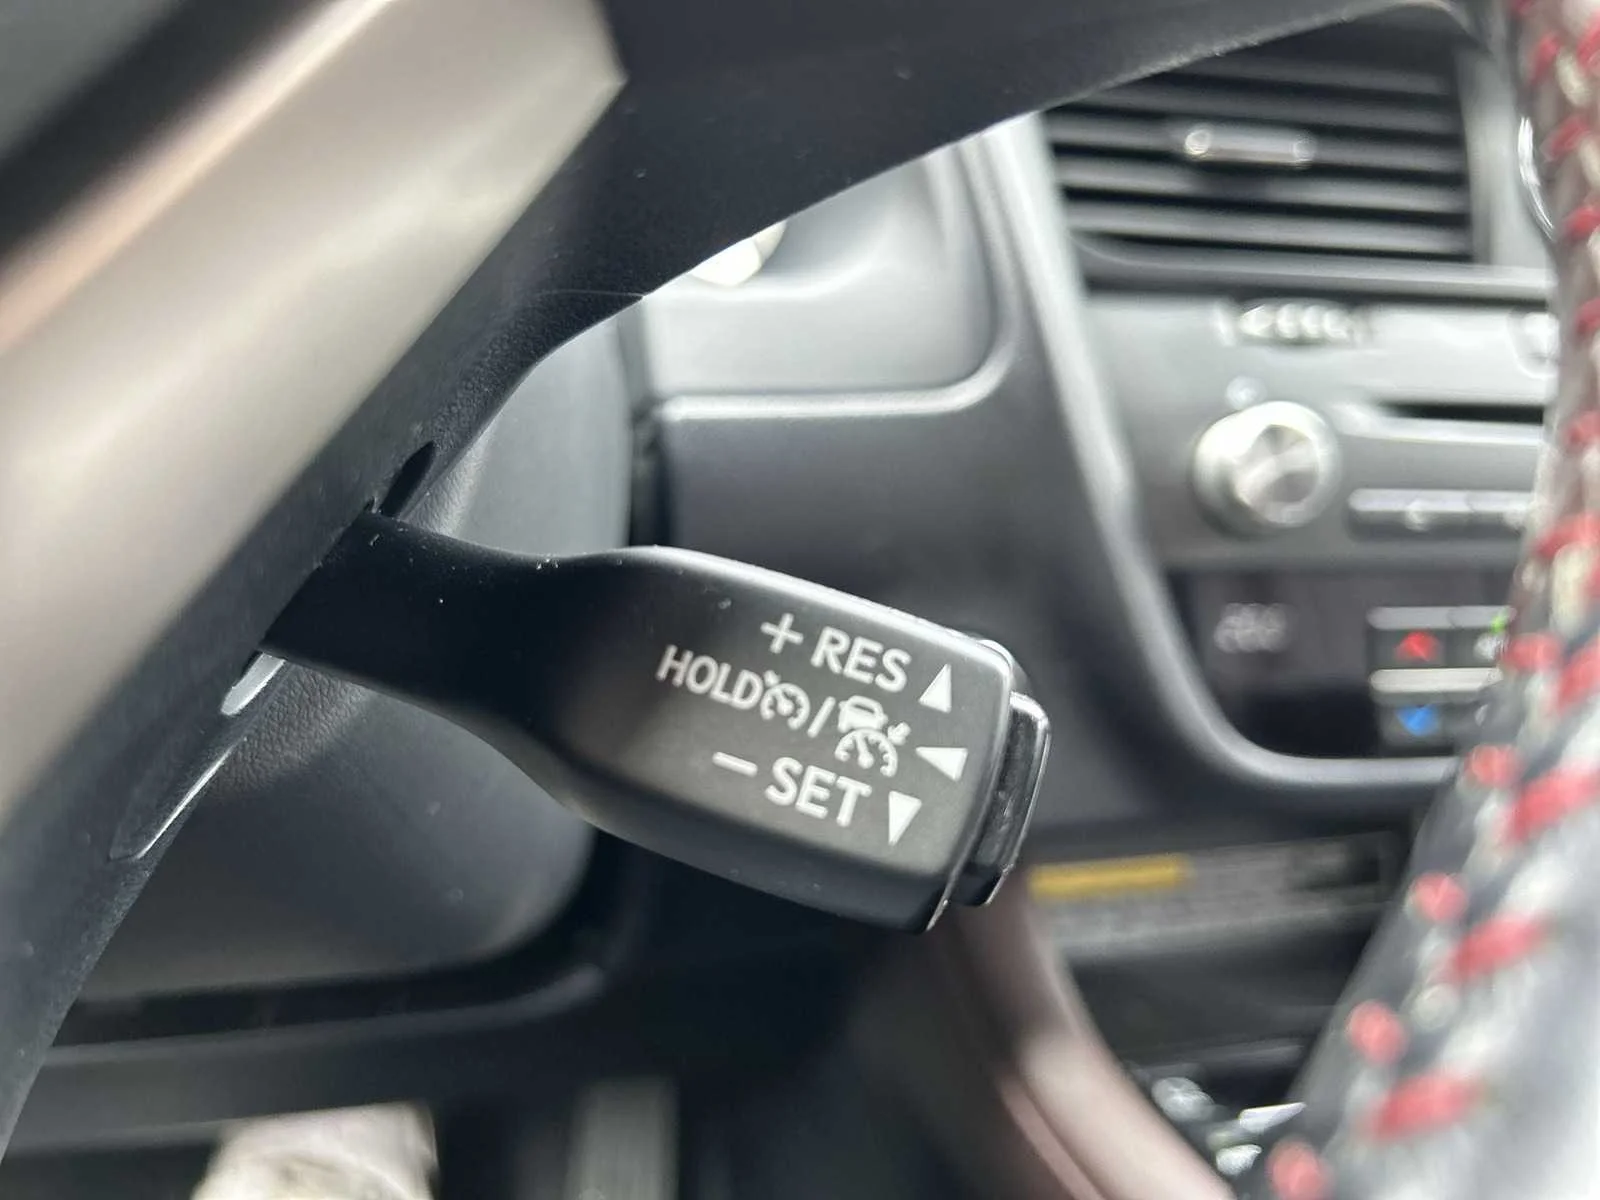 + RES
HOLD /
− SET